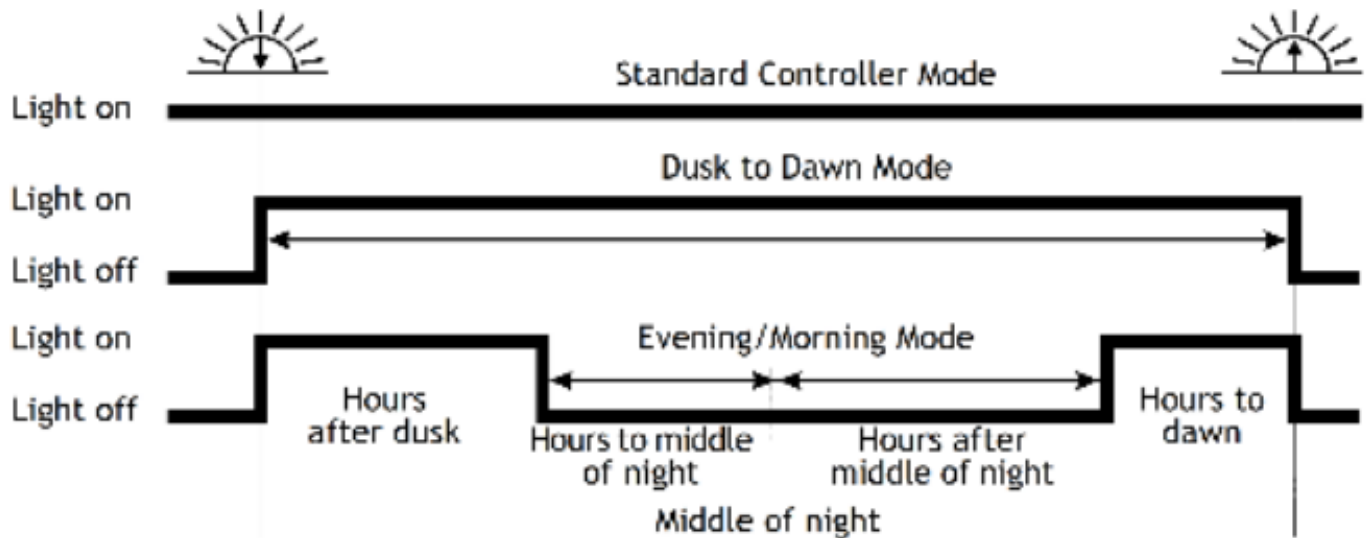 Standard Controller Mode
Light on
Dusk to Dawn Mode
Light on
Light off
Light on
Evening/Morning Mode
Light off
Hours
after dusk
Hours to middle
of night
Hours after
middle of night
Hours to
dawn
Middle of night